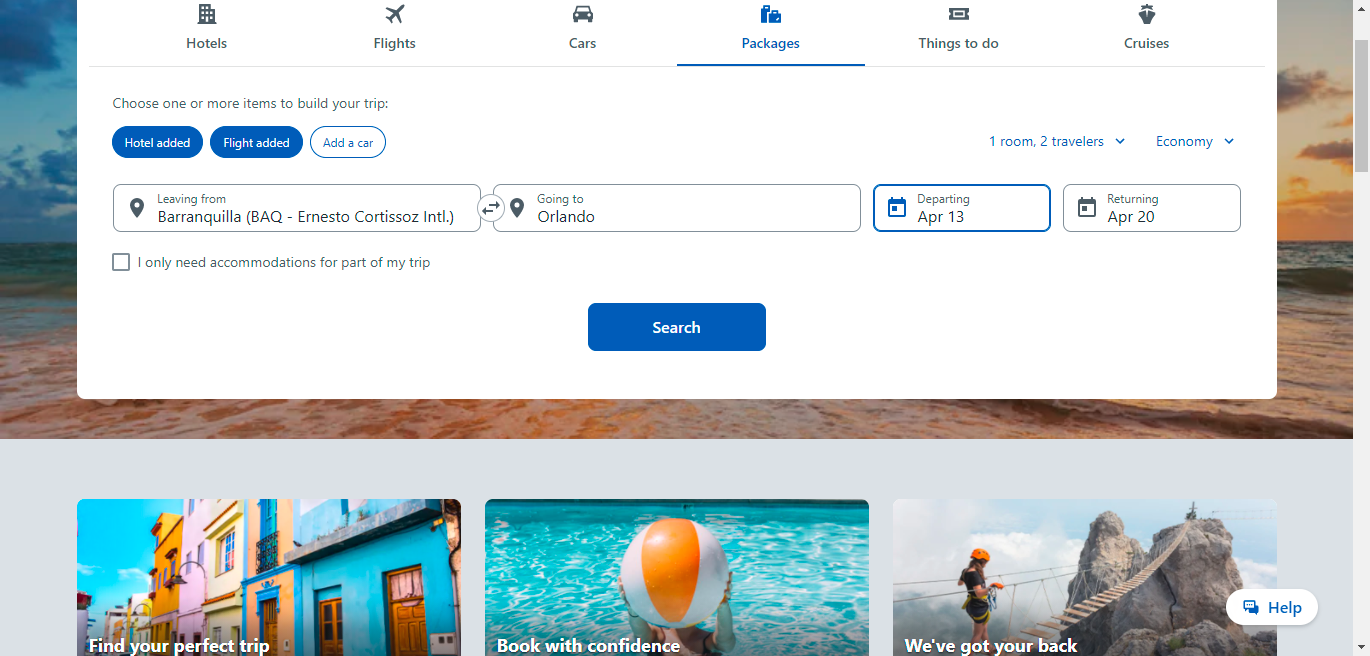 Hotels
Flights
Cars
Packages
Things to do
Cruises
Choose one or more items to build your trip:
Hotel added
Flight added
Add a car
1 room, 2 travelers
Economy
Leaving from
Barranquilla (BAQ - Ernesto Cortissoz Intl.)
Going to
Orlando
Departing
Apr 13
Returning
Apr 20
I only need accommodations for part of my trip
Search
Find your perfect trip
Book with confidence
We've got your back
Help